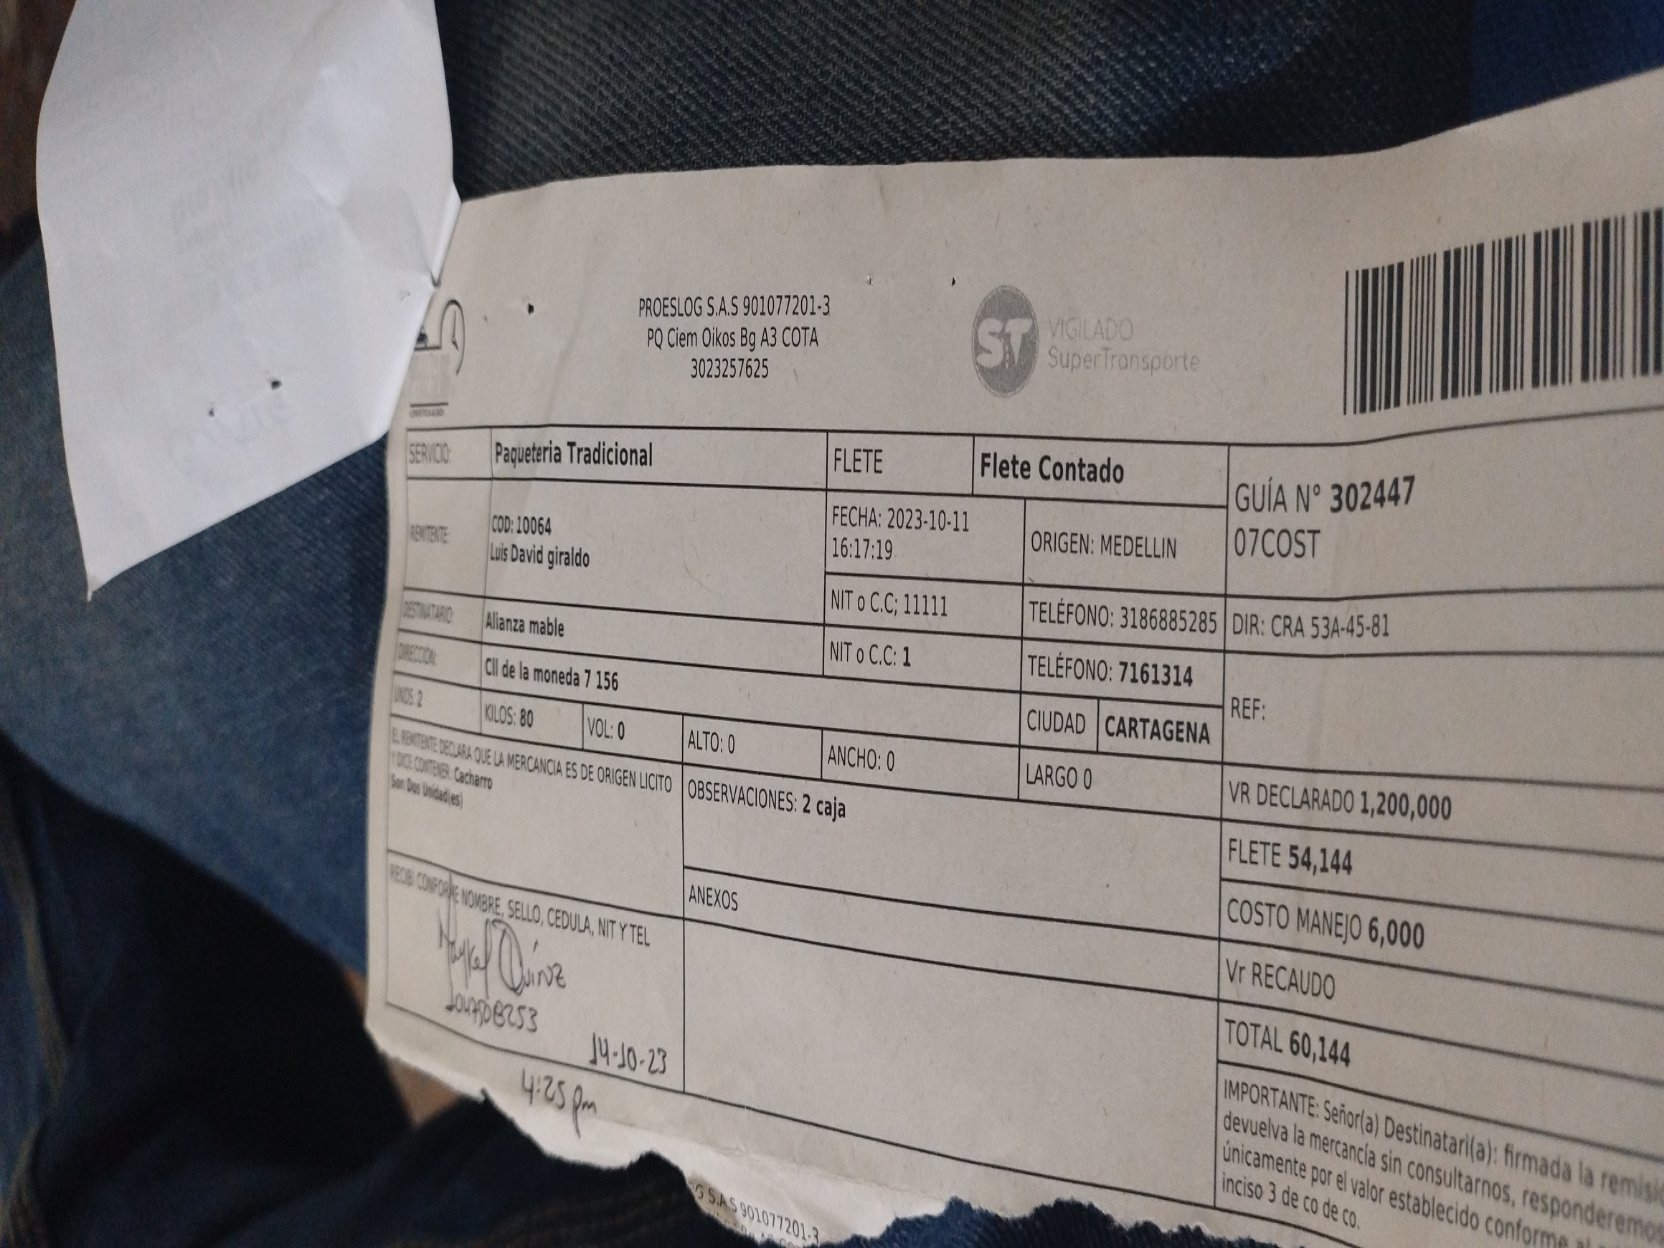 PROESLOG S.A.S 901077201-3
PQ Ciem Oikos Bg A3 COTA
3023257625
ST
VIGILADO
SuperTransporte
SERVICIO:
Paqueteria Tradicional
FLETE
Flete Contado
GUÍA N° 302447
07COST
REMITENTE:
COD: 10064
Luis David giraldo
FECHA: 2023-10-11
16:17:19
ORIGEN: MEDELLIN
NIT o C.C; 11111
TELÉFONO: 3186885285
DIR: CRA 53A-45-81
DESTINATARIO:
Alianza mable
NIT o C.C: 1
TELÉFONO: 7161314
REF:
DIRECCIÓN:
Cll de la moneda 7 156
CIUDAD
CARTAGENA
UNDS: 2
KILOS: 80
VOL: 0
ALTO: 0
ANCHO: 0
LARGO 0
VR DECLARADO 1,200,000
EL REMITENTE DECLARA QUE LA MERCANCIA ES DE ORIGEN LICITO
Y DICE CONTENER: Cacharro
Son: Dos Unidad(es)
OBSERVACIONES: 2 caja
FLETE 54,144
COSTO MANEJO 6,000
ANEXOS
Vr RECAUDO
TOTAL 60,144
RECIBÍ CONFORME NOMBRE, SELLO, CEDULA, NIT Y TEL
14-10-23
4:25 pm
IMPORTANTE: Señor(a) Destinatari(a): firmada la
devuelva la mercancía sin consultarnos, responderemos
únicamente por el valor establecido conforme al
inciso 3 de co de co.
S.A.S 901077201-3